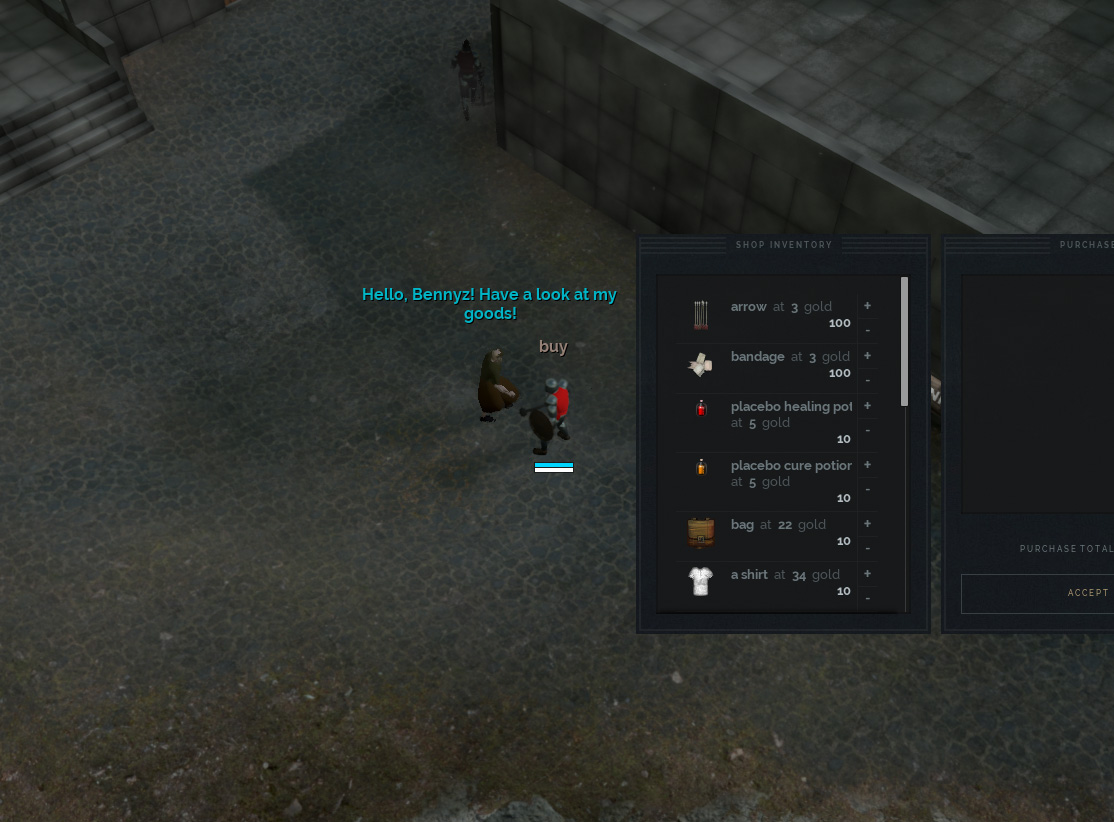 Hello, Bennyz! Have a look at my
goods!
buy
SHOP INVENTORY
arrow at 3 gold
100
+
-
bandage at 3 gold
100
+
-
placebo healing pot
at 5 gold
10
+
-
placebo cure potion
at 5 gold
10
+
-
bag at 22 gold
10
+
-
a shirt at 34 gold
10
+
-
PURCHASE
PURCHASE TOTAL
ACCEPT